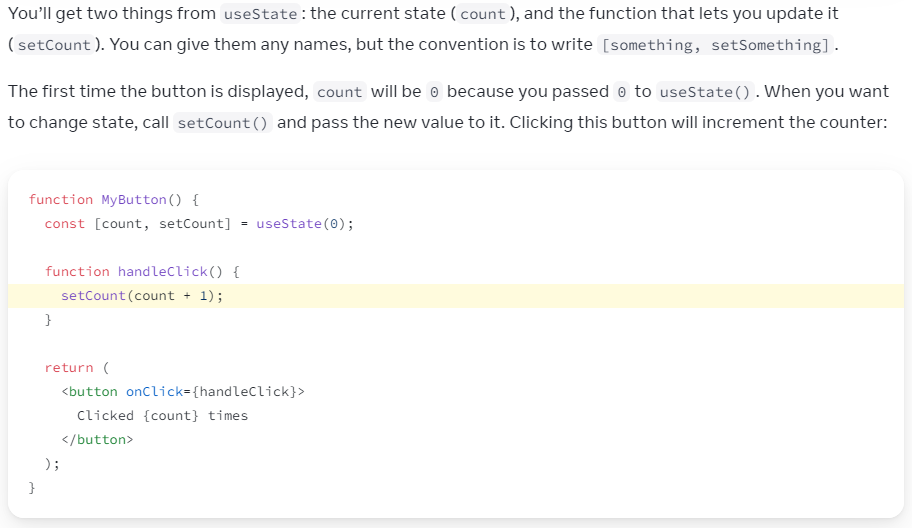 You’ll get two things from useState: the current state (count), and the function that lets you update it
(setCount). You can give them any names, but the convention is to write [something, setSomething].
The first time the button is displayed, count will be 0 because you passed 0 to useState(). When you want
to change state, call setCount() and pass the new value to it. Clicking this button will increment the counter:
function MyButton() {
  const [count, setCount] = useState(0);

  function handleClick() {
    setCount(count + 1);
  }

  return (
    <button onClick={handleClick}>
      Clicked {count} times
    </button>
  );
}